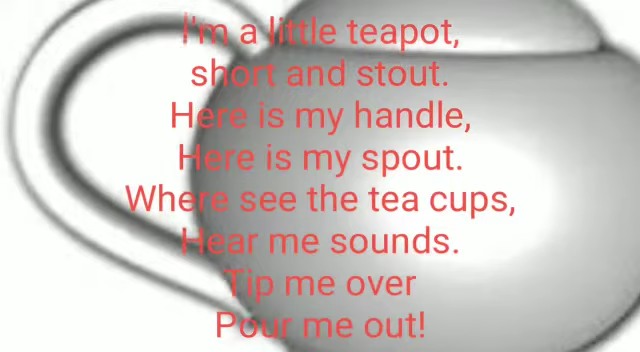 I'm a little teapot,
short and stout.
Here is my handle,
Here is my spout.
Where see the tea cups,
Hear me sounds.
Tip me over
Pour me out!